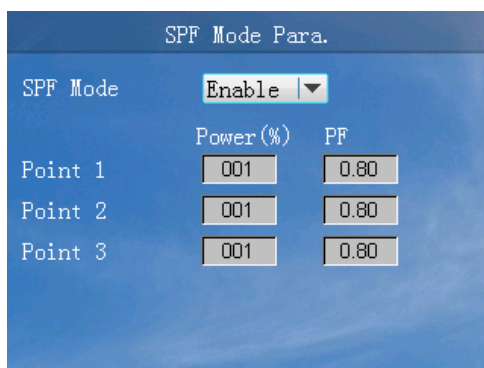 SPF Mode Para.
SPF Mode Enable
Power(%) PF
Point 1 001 0.80
Point 2 001 0.80
Point 3 001 0.80